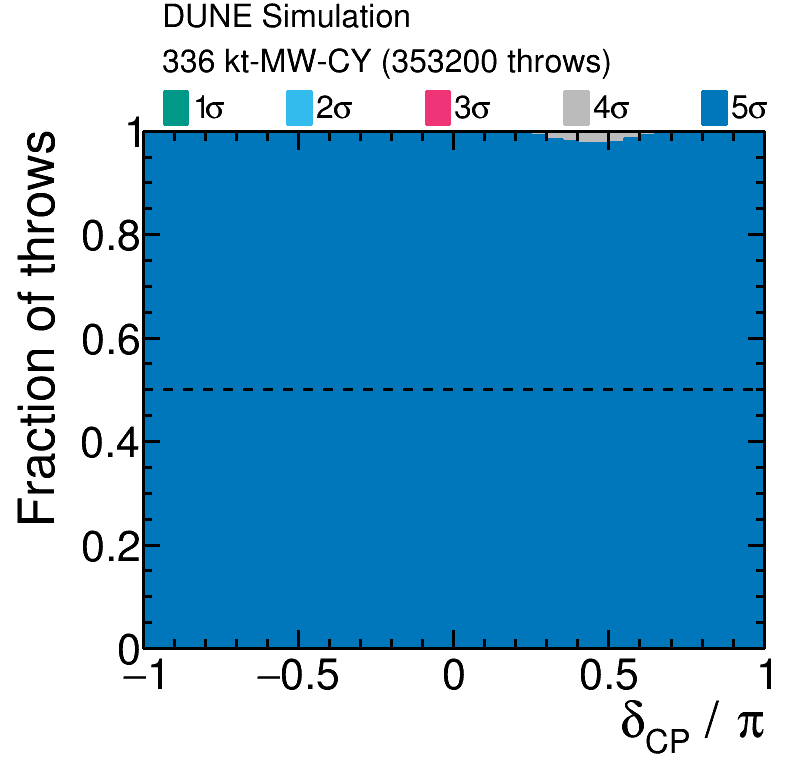 DUNE Simulation
336 kt-MW-CY (353200 throws)
1σ 2σ 3σ 4σ 5σ
Fraction of throws
1
0.8
0.6
0.4
0.2
0
−1 −0.5 0 0.5 1
δCP / π